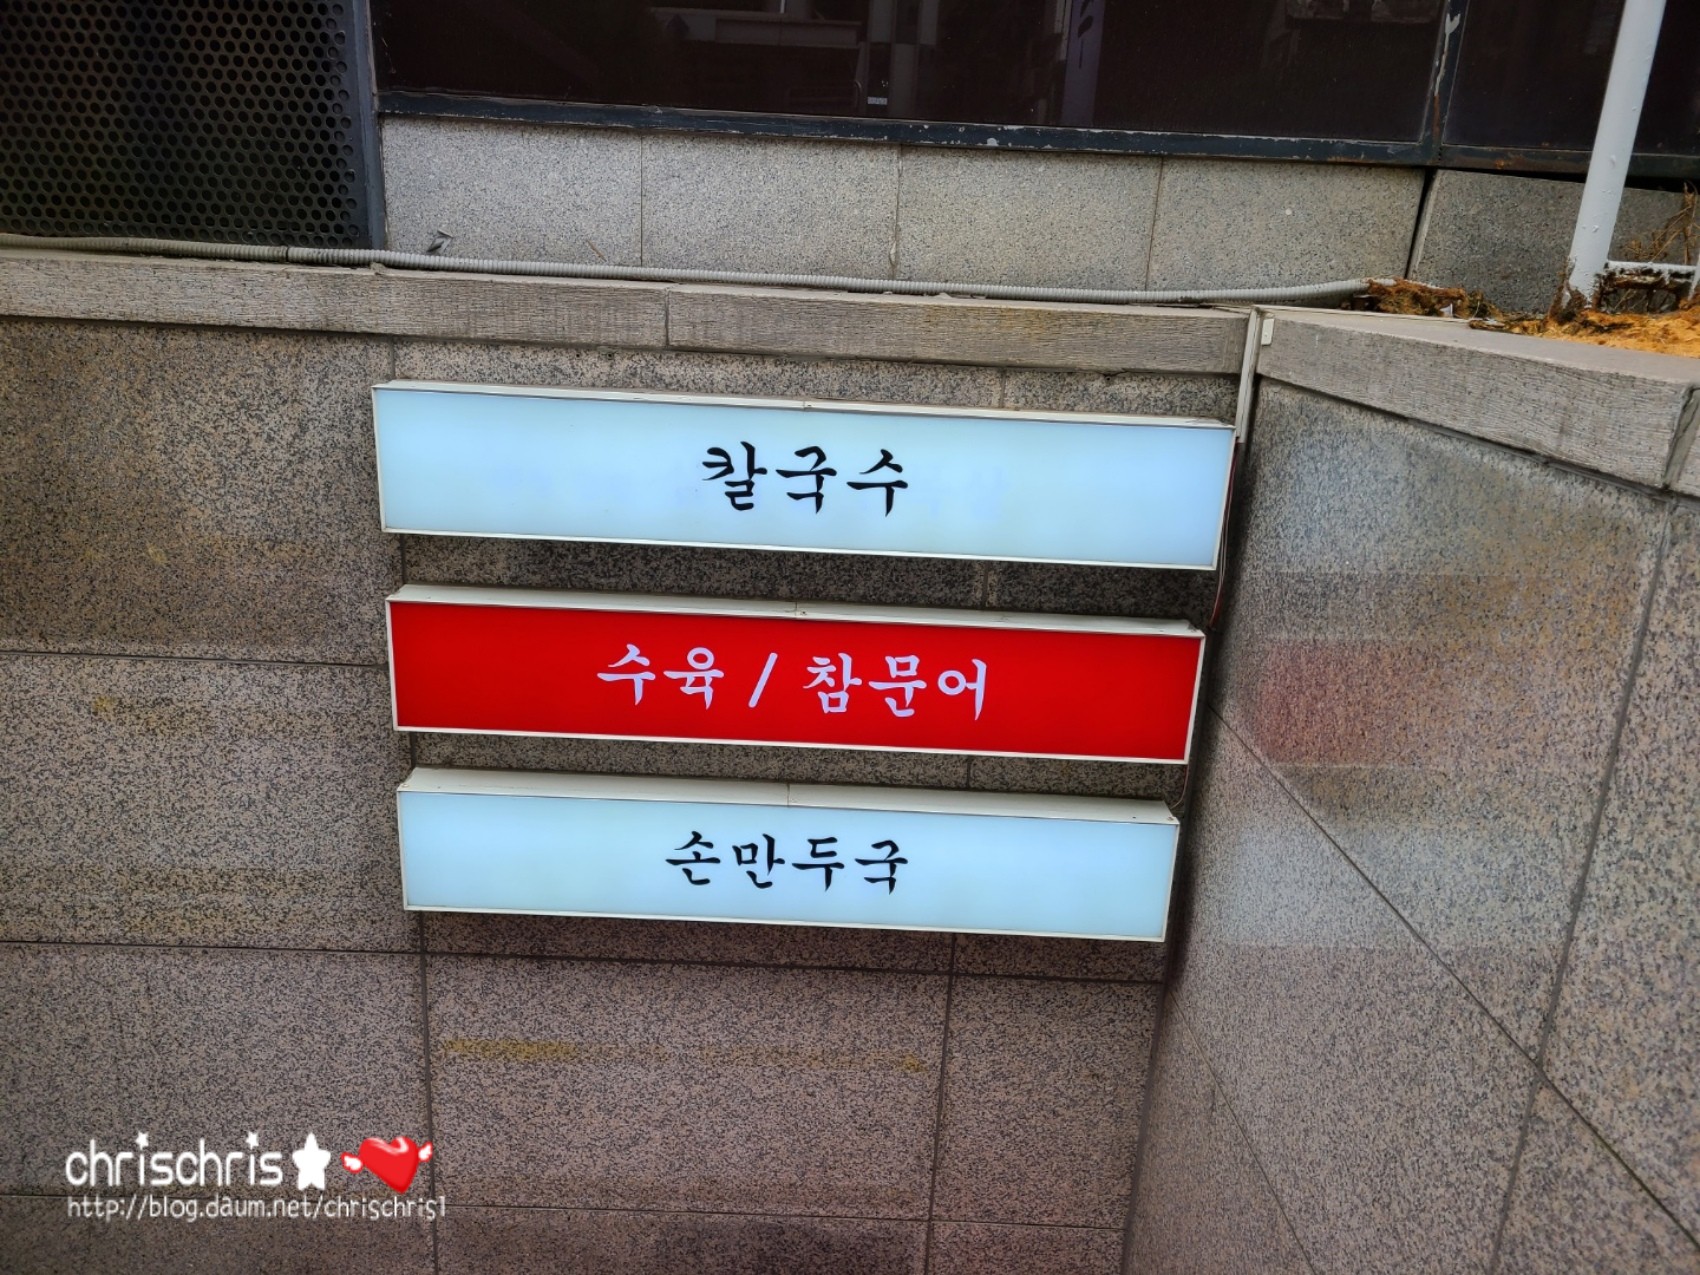 칼국수
수육 / 참문어
손만두국
chrischris
http://blog.daum.net/chrischris1